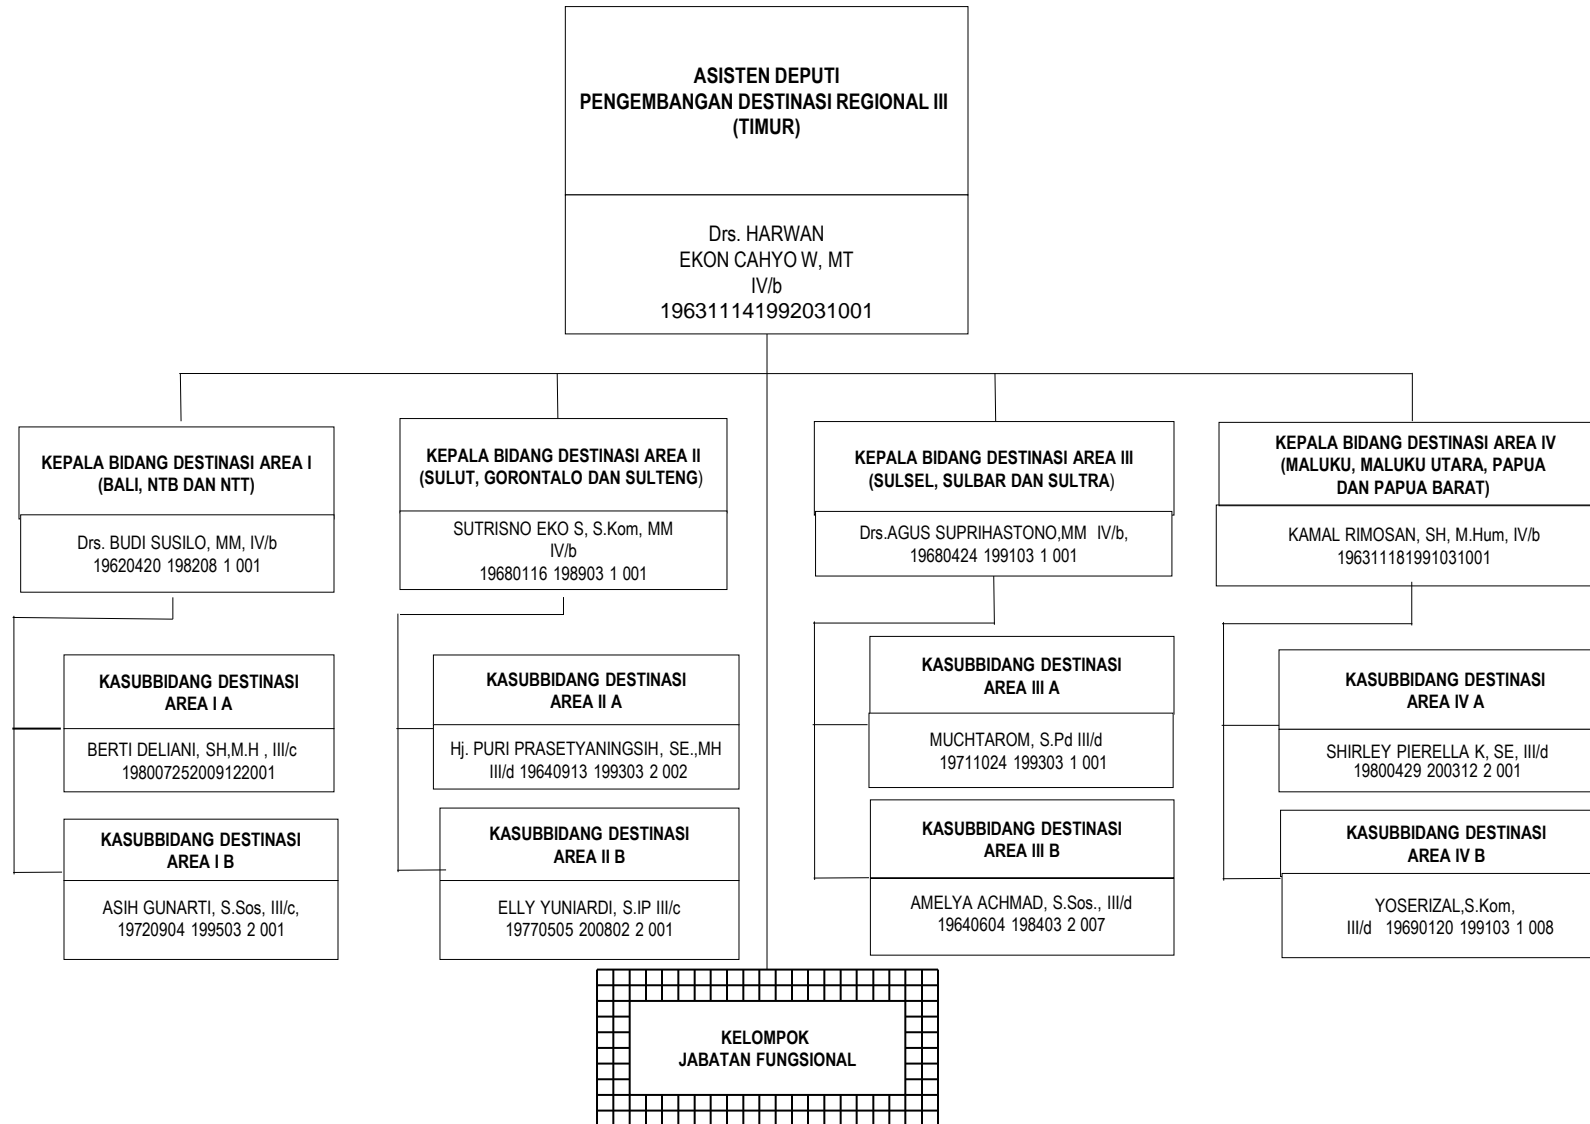 ASISTEN DEPUTI
PENGEMBANGAN DESTINASI REGIONAL III
(TIMUR)
Drs. HARWAN
EKON CAHYO W, MT
IV/b
196311141992031001
KEPALA BIDANG DESTINASI AREA I
(BALI, NTB DAN NTT)
Drs. BUDI SUSILO, MM, IV/b
19620420 198208 1 001
KEPALA BIDANG DESTINASI AREA II
(SULUT, GORONTALO DAN SULTENG)
SUTRISNO EKO S, S.Kom, MM
IV/b
19680116 198903 1 001
KEPALA BIDANG DESTINASI AREA III
(SULSEL, SULBAR DAN SULTRA)
Drs.AGUS SUPRIHASTONO,MM IV/b,
19680424 199103 1 001
KEPALA BIDANG DESTINASI AREA IV
(MALUKU, MALUKU UTARA, PAPUA
DAN PAPUA BARAT)
KAMAL RIMOSAN, SH, M.Hum, IV/b
196311181991031001
KASUBBIDANG DESTINASI
AREA I A
BERTI DELIANI, SH,M.H , III/c
198007252009122001
KASUBBIDANG DESTINASI
AREA II A
Hj. PURI PRASETYANINGSIH, SE.,MH
III/d 19640913 199303 2 002
KASUBBIDANG DESTINASI
AREA III A
MUCHTAROM, S.Pd III/d
19711024 199303 1 001
KASUBBIDANG DESTINASI
AREA IV A
SHIRLEY PIERELLA K, SE, III/d
19800429 200312 2 001
KASUBBIDANG DESTINASI
AREA I B
ASIH GUNARTI, S.Sos, III/c,
19720904 199503 2 001
KASUBBIDANG DESTINASI
AREA II B
ELLY YUNIARDI, S.IP III/c
19770505 200802 2 001
KASUBBIDANG DESTINASI
AREA III B
AMELYA ACHMAD, S.Sos., III/d
19640604 198403 2 007
KASUBBIDANG DESTINASI
AREA IV B
YOSERIZAL,S.Kom,
III/d 19690120 199103 1 008
KELOMPOK
JABATAN FUNGSIONAL